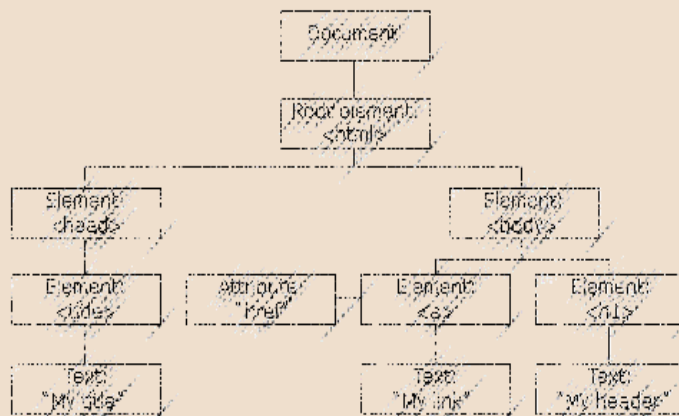 Document
Root element:
<html>
Element:
<head>
Element:
<body>
Element:
<title>
Attribute:
"href"
Element:
<a>
Element:
<h1>
Text:
"My title"
Text:
"My link"
Text:
"My header"